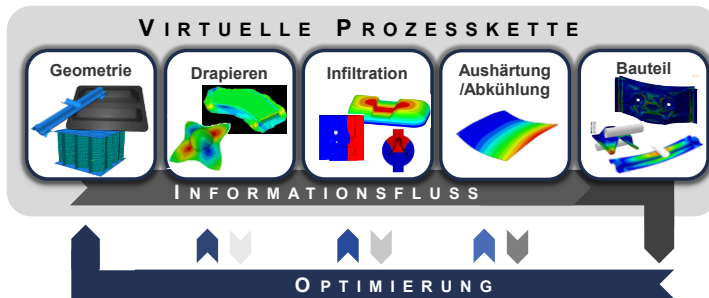 VIRTUELLE PROZESSKETTE
Geometrie
Drapieren
Infiltration
Aushärtung
/Abkühlung
Bauteil
INFORMATIONSFLUSS
OPTIMIERUNG